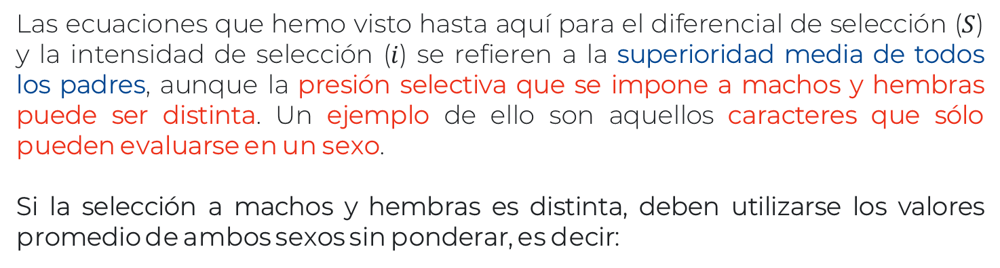 Las ecuaciones que hemo visto hasta aquí para el diferencial de selección (S)
y la intensidad de selección (i) se refieren a la superioridad media de todos
los padres, aunque la presión selectiva que se impone a machos y hembras
puede ser distinta. Un ejemplo de ello son aquellos caracteres que sólo
pueden evaluarse en un sexo.
Si la selección a machos y hembras es distinta, deben utilizarse los valores
promedio de ambos sexos sin ponderar, es decir: